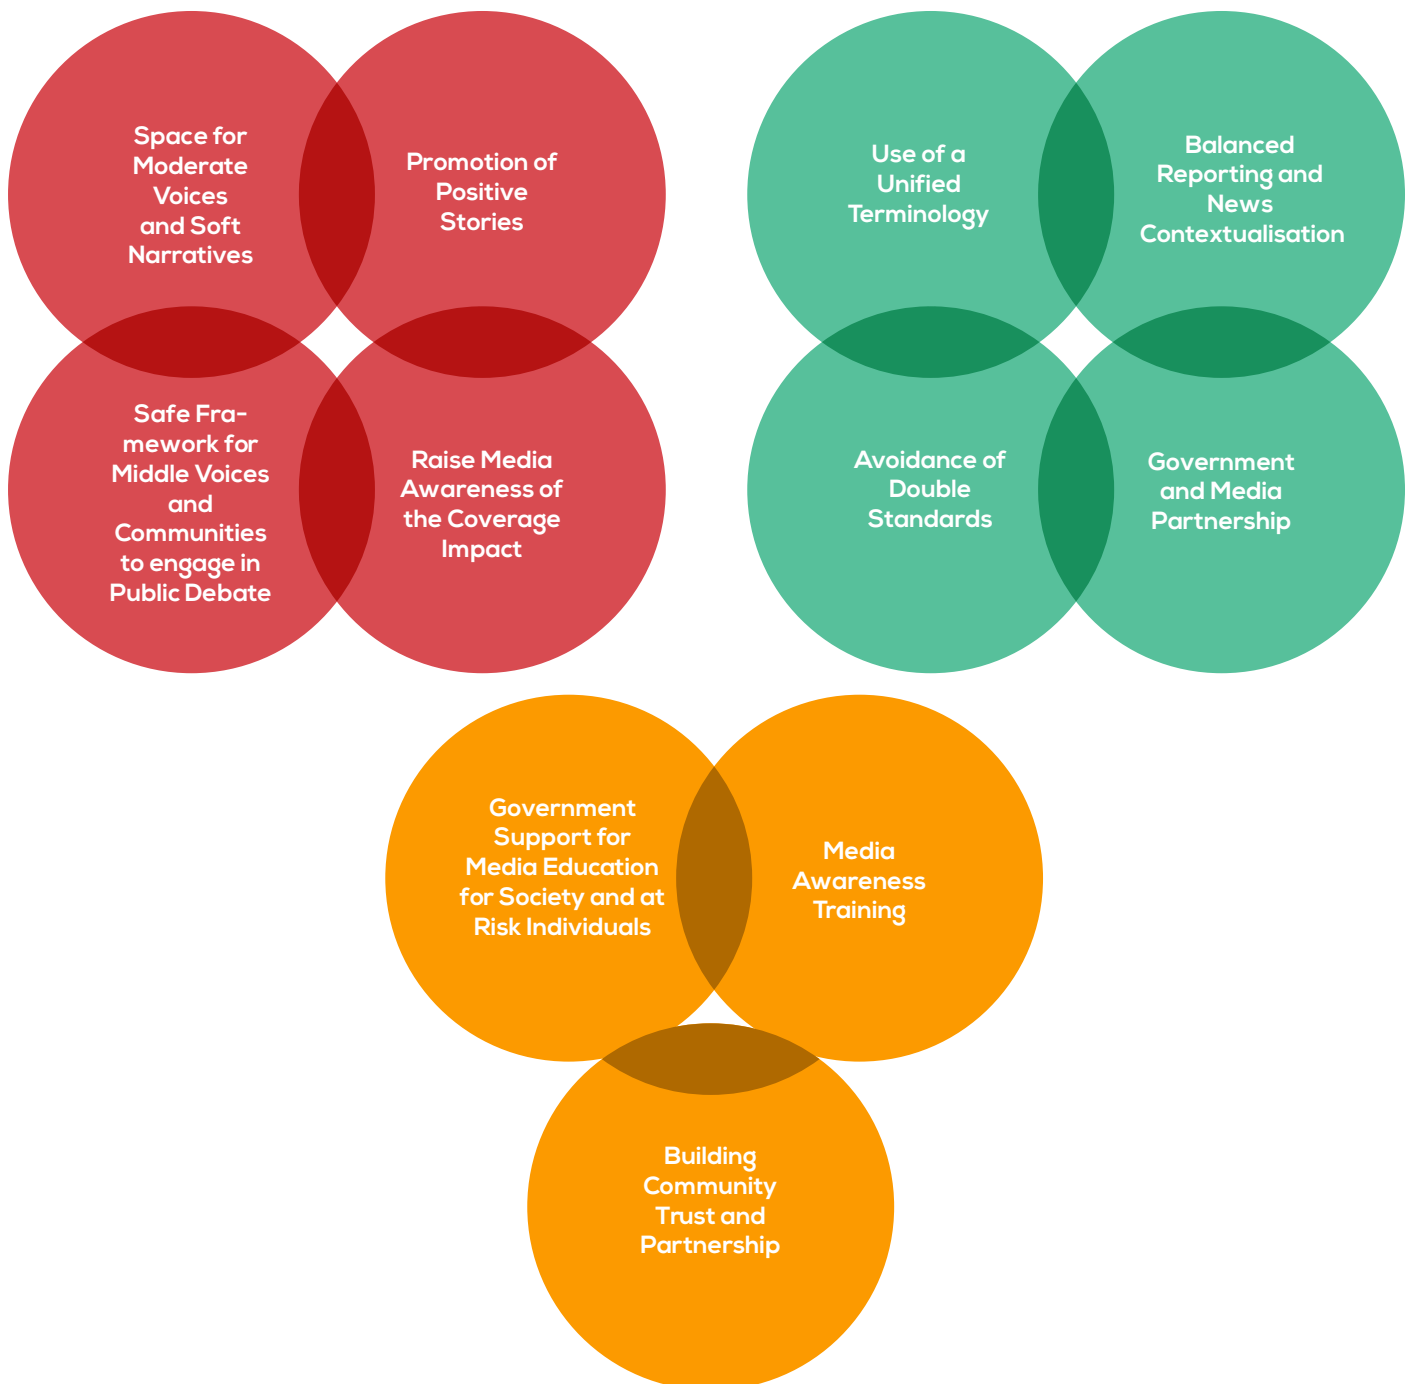 Space for
Moderate
Voices
and Soft
Narratives
Promotion of
Positive
Stories
Safe Fra-
mework for
Middle Voices
and
Communities
to engage in
Public Debate
Raise Media
Awareness of
the Coverage
Impact
Use of a
Unified
Terminology
Balanced
Reporting and
News
Contextualisation
Avoidance of
Double
Standards
Government
and Media
Partnership
Government
Support for
Media Education
for Society and at
Risk Individuals
Media
Awareness
Training
Building
Community
Trust and
Partnership